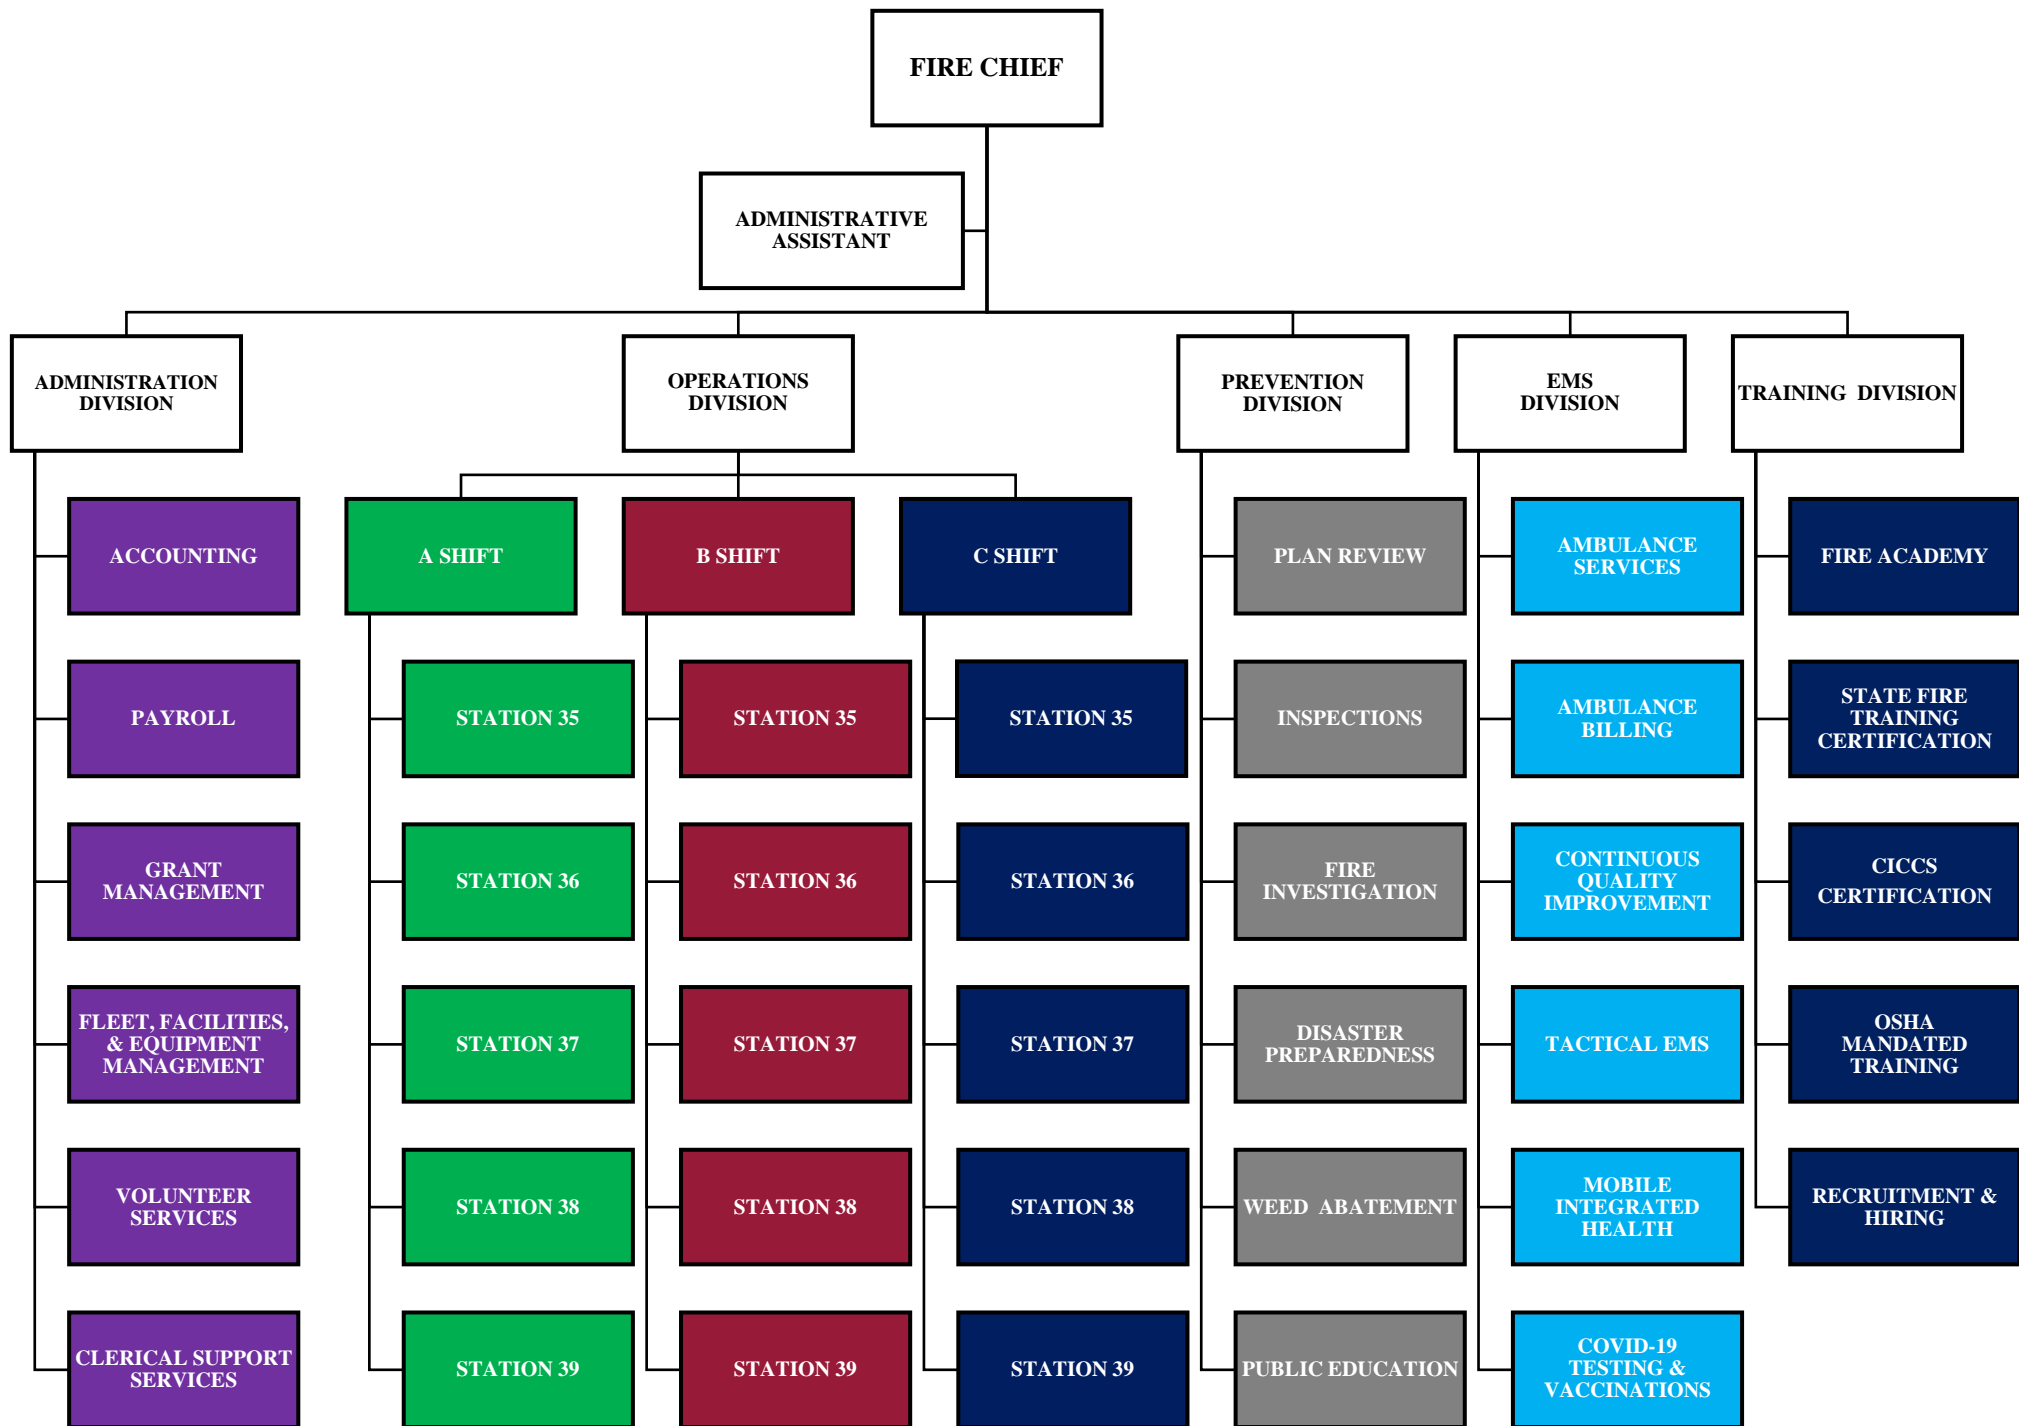 FIRE CHIEF
ADMINISTRATIVE
ASSISTANT
ADMINISTRATION
DIVISION
OPERATIONS
DIVISION
PREVENTION
DIVISION
EMS
DIVISION
TRAINING  DIVISION
ACCOUNTING
PAYROLL
GRANT
MANAGEMENT
FLEET, FACILITIES,
& EQUIPMENT
MANAGEMENT
VOLUNTEER
SERVICES
CLERICAL SUPPORT
SERVICES
A SHIFT
STATION 35
STATION 36
STATION 37
STATION 38
STATION 39
B SHIFT
STATION 35
STATION 36
STATION 37
STATION 38
STATION 39
C SHIFT
STATION 35
STATION 36
STATION 37
STATION 38
STATION 39
PLAN REVIEW
INSPECTIONS
FIRE
INVESTIGATION
DISASTER
PREPAREDNESS
WEED  ABATEMENT
PUBLIC EDUCATION
AMBULANCE
SERVICES
AMBULANCE
BILLING
CONTINUOUS
QUALITY
IMPROVEMENT
TACTICAL EMS
MOBILE
INTEGRATED
HEALTH
COVID-19
TESTING &
VACCINATIONS
FIRE ACADEMY
STATE FIRE
TRAINING
CERTIFICATION
CICCS
CERTIFICATION
OSHA
MANDATED
TRAINING
RECRUITMENT &
HIRING